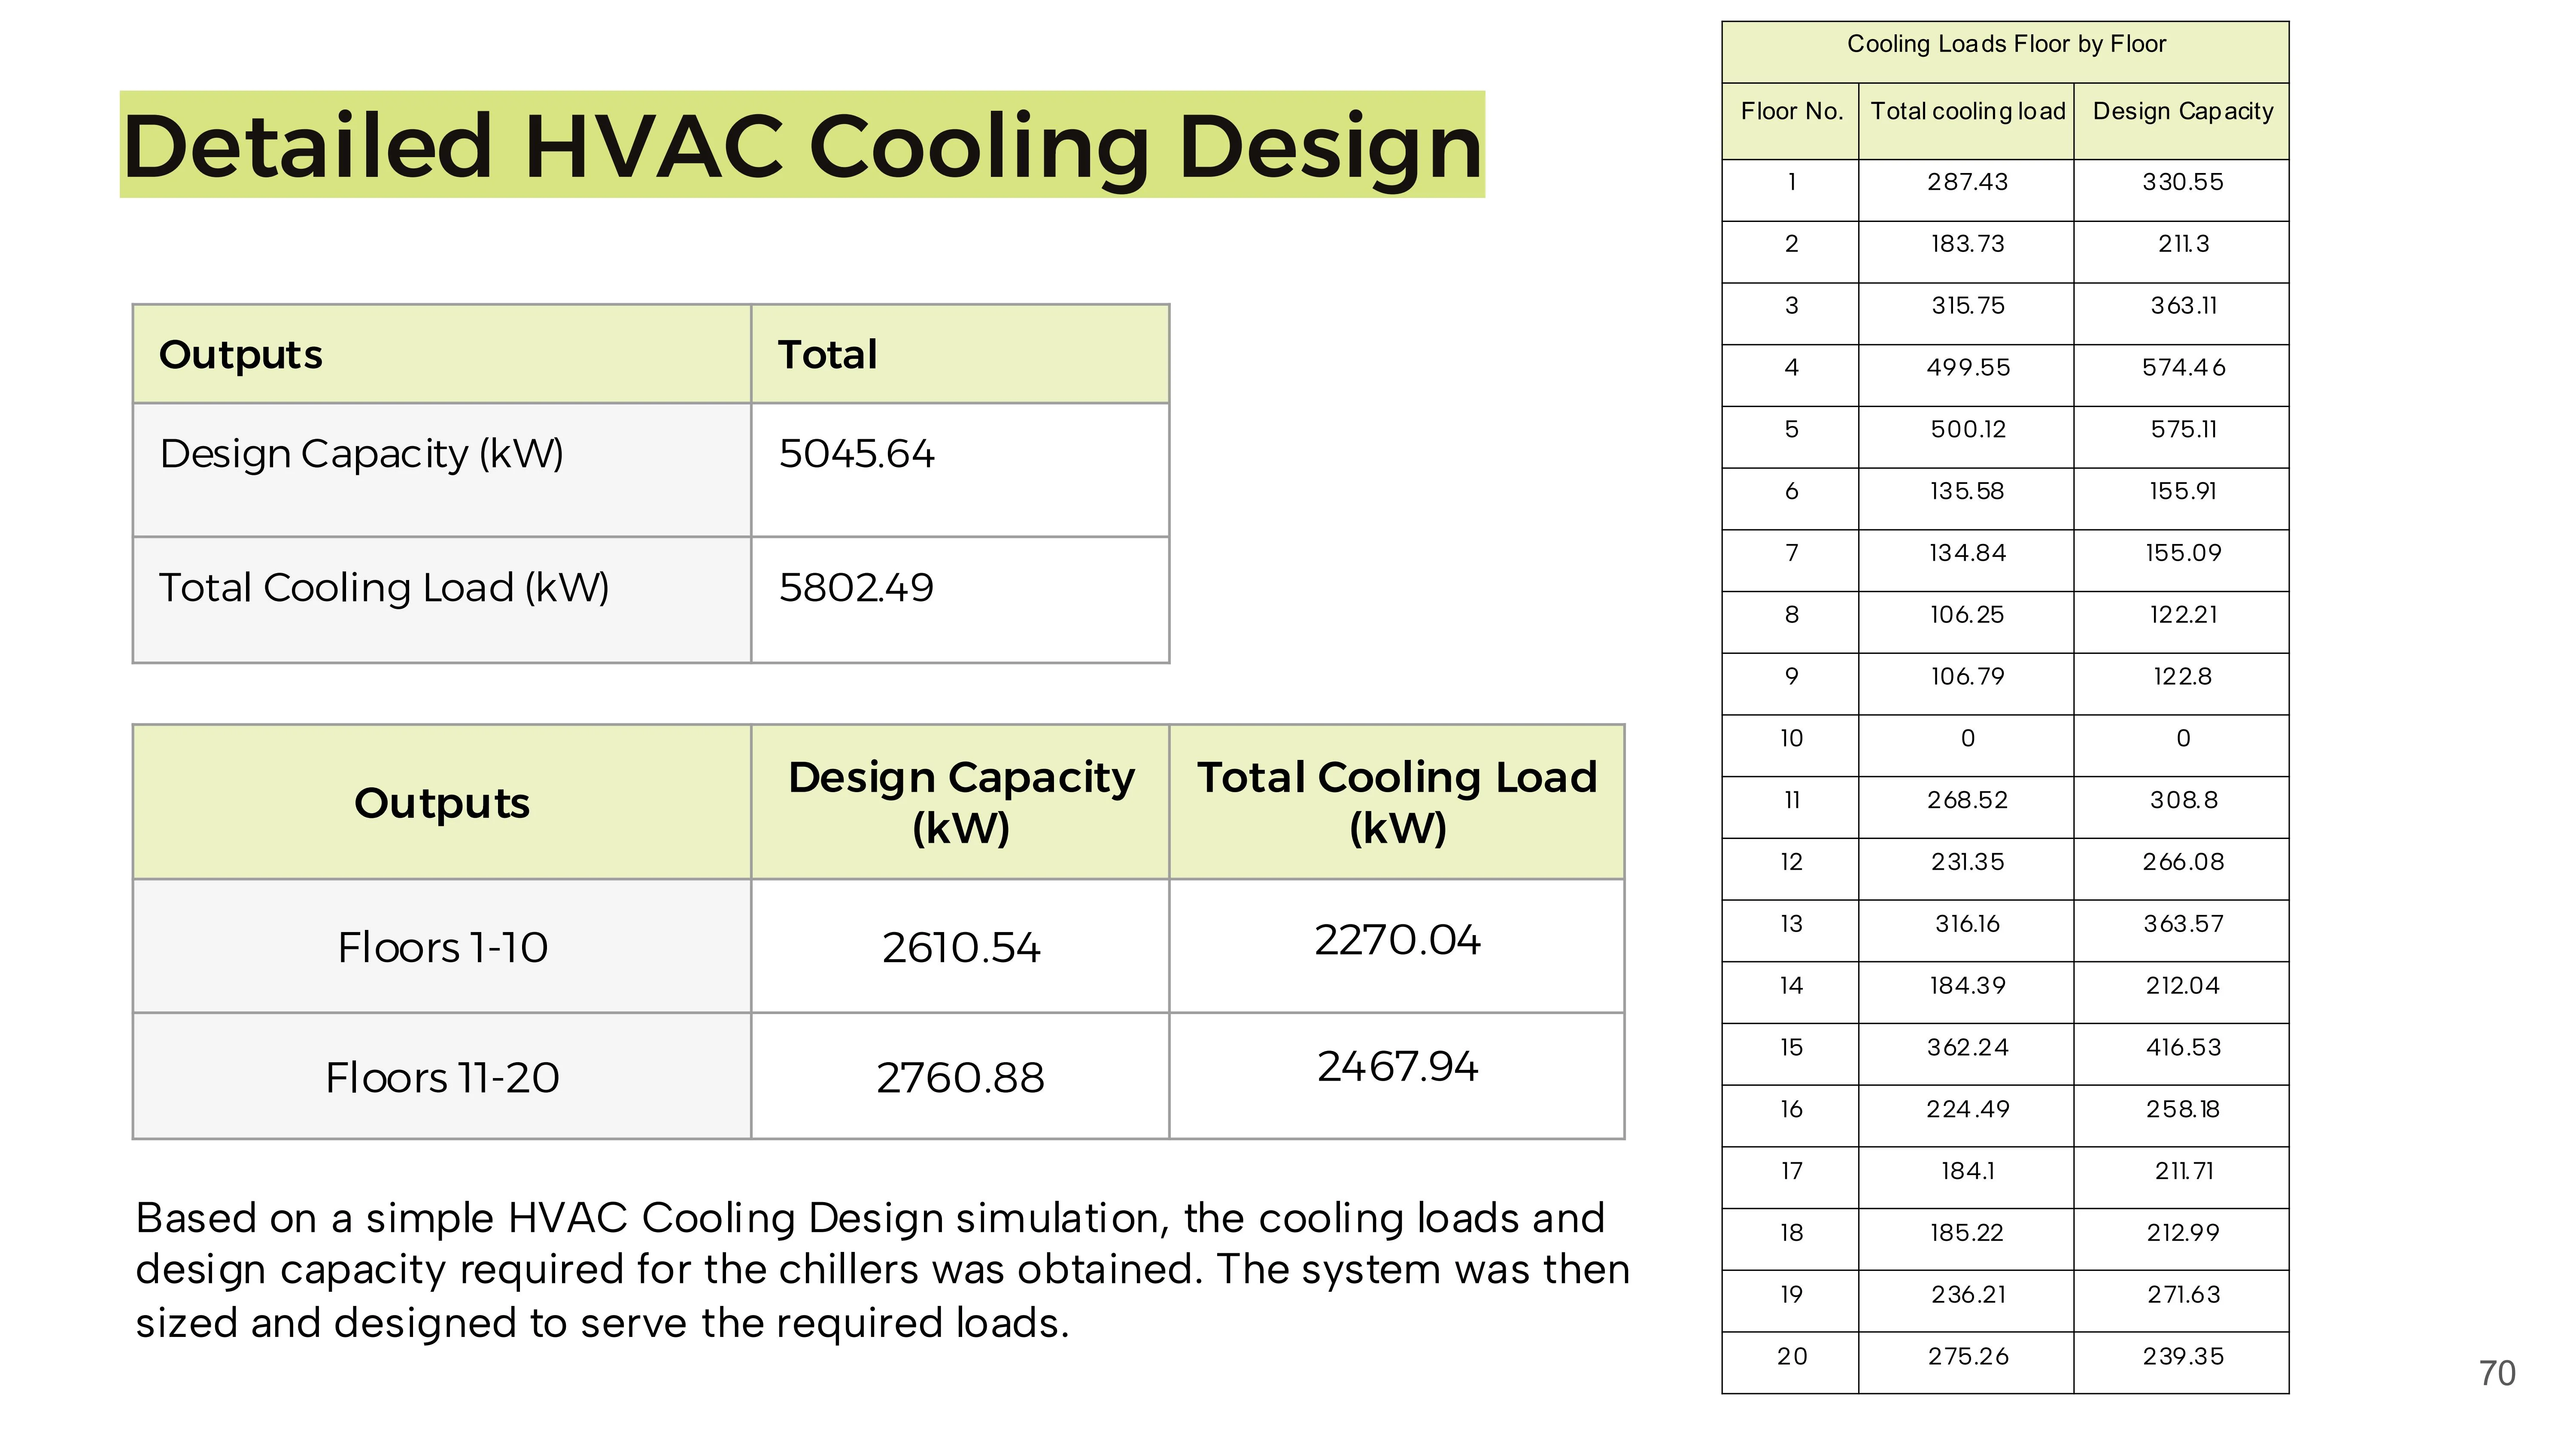 Detailed HVAC Cooling Design
Outputs Total
Design Capacity (kW) 5045.64
Total Cooling Load (kW) 5802.49
Outputs Design Capacity (kW) Total Cooling Load (kW)
Floors 1-10 2610.54 2270.04
Floors 11-20 2760.88 2467.94
Based on a simple HVAC Cooling Design simulation, the cooling loads and
design capacity required for the chillers was obtained. The system was then
sized and designed to serve the required loads.
Cooling Loads Floor by Floor
Floor No. Total cooling load Design Capacity
1 287.43 330.55
2 183.73 211.3
3 315.75 363.11
4 499.55 574.46
5 500.12 575.11
6 135.58 155.91
7 134.84 155.09
8 106.25 122.21
9 106.79 122.8
10 0 0
11 268.52 308.8
12 231.35 266.08
13 316.16 363.57
14 184.39 212.04
15 362.24 416.53
16 224.49 258.18
17 184.1 211.71
18 185.22 212.99
19 236.21 271.63
20 275.26 239.35
70